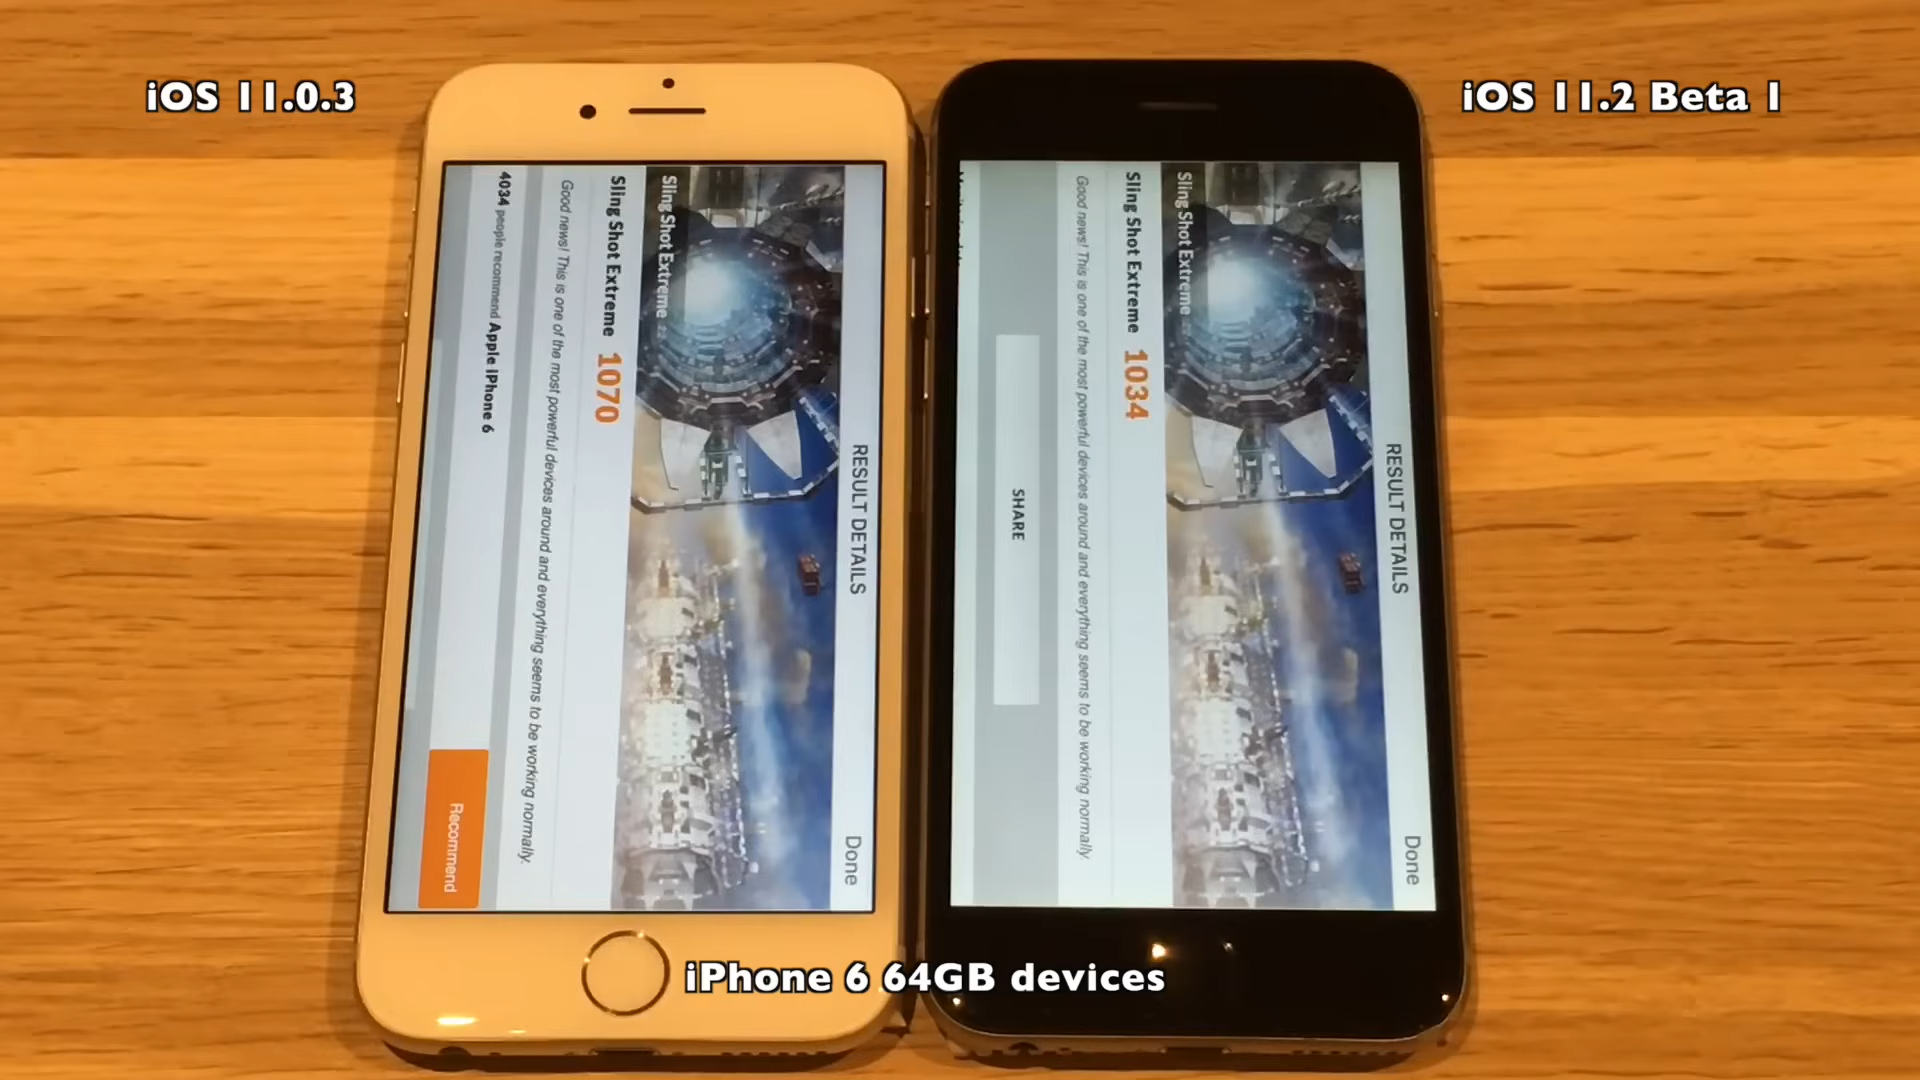 iOS 11.0.3
iOS 11.2 Beta 1
RESULT DETAILS
Done
Sling Shot Extreme
Sling Shot Extreme 1070
Good news! This is one of the most powerful devices around and everything seems to be working normally.
4034 people recommend Apple iPhone 6
Recommend
RESULT DETAILS
Done
Sling Shot Extreme
Sling Shot Extreme 1034
Good news! This is one of the most powerful devices around and everything seems to be working normally.
SHARE
iPhone 6 64GB devices